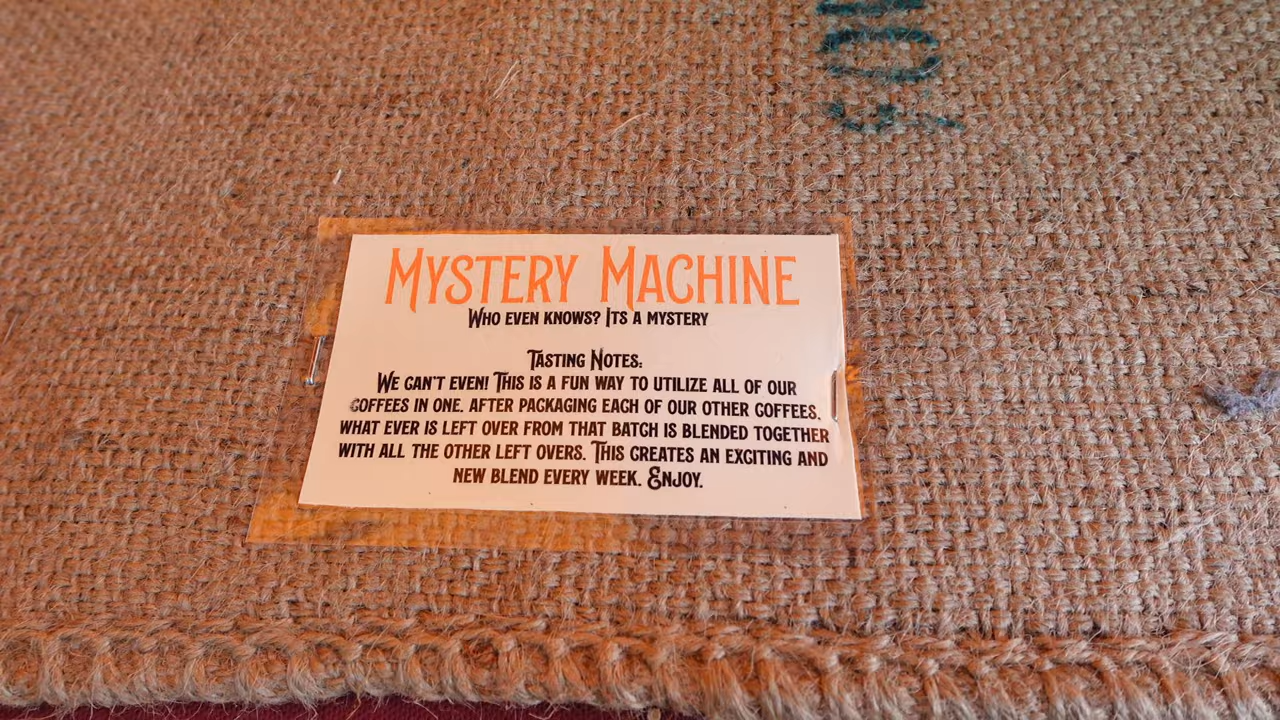 Mystery Machine
Who even knows? Its a mystery
Tasting Notes:
We can't even! This is a fun way to utilize all of our
coffees in one. After packaging each of our other coffees,
what ever is left over from that batch is blended together
with all the other left overs. This creates an exciting and
new blend every week. Enjoy.